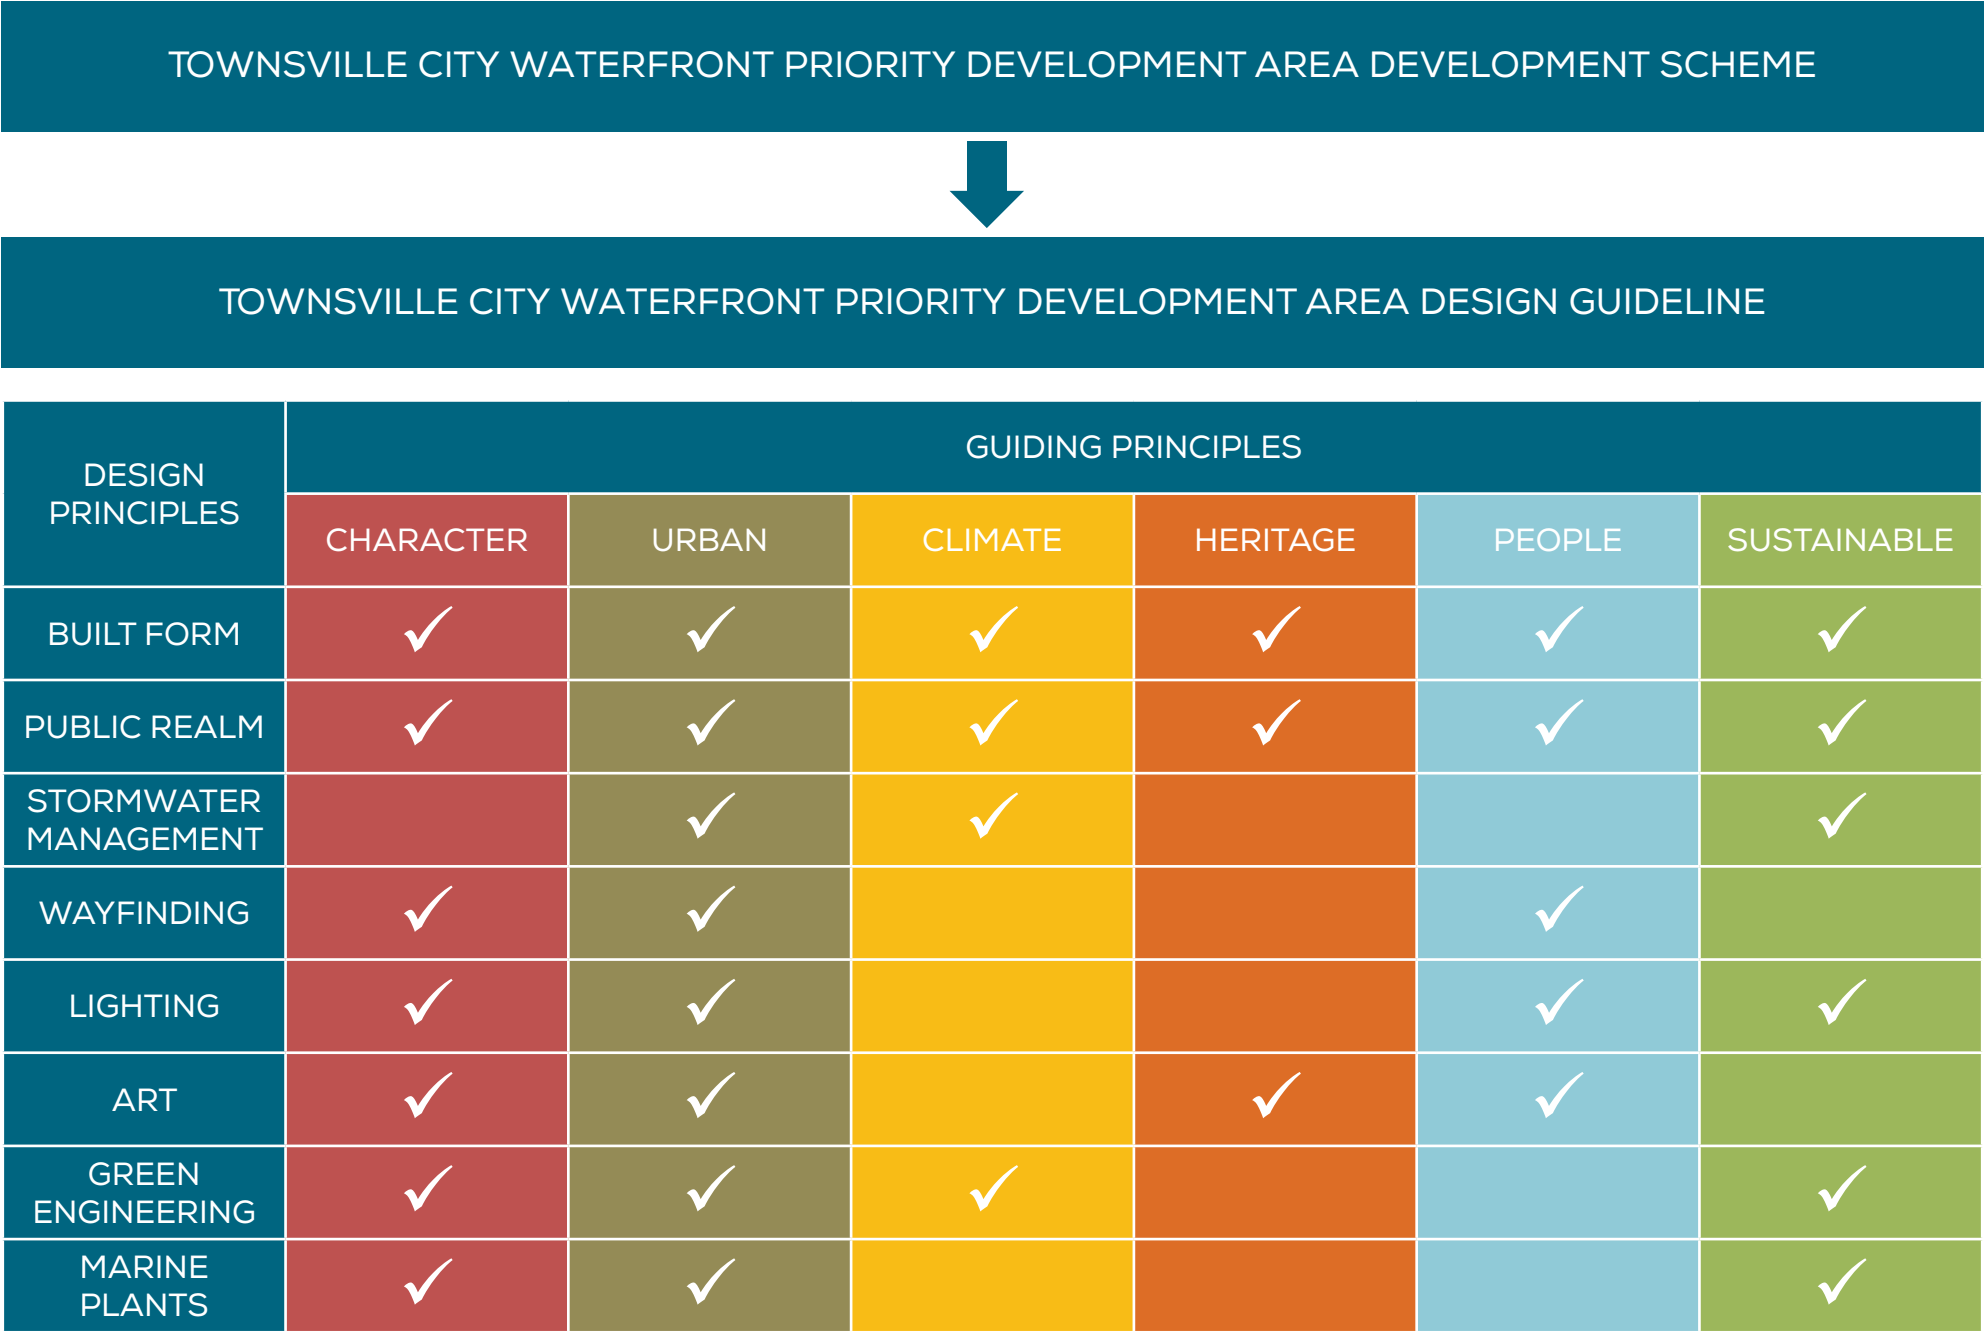 TOWNSVILLE CITY WATERFRONT PRIORITY DEVELOPMENT AREA DEVELOPMENT SCHEME
TOWNSVILLE CITY WATERFRONT PRIORITY DEVELOPMENT AREA DESIGN GUIDELINE
DESIGN
PRINCIPLES
GUIDING PRINCIPLES
CHARACTER URBAN CLIMATE HERITAGE PEOPLE SUSTAINABLE
BUILT FORM ✓ ✓ ✓ ✓ ✓ ✓
PUBLIC REALM ✓ ✓ ✓ ✓ ✓ ✓
STORMWATER
MANAGEMENT ✓ ✓ ✓
WAYFINDING ✓ ✓ ✓
LIGHTING ✓ ✓ ✓ ✓
ART ✓ ✓ ✓ ✓
GREEN
ENGINEERING ✓ ✓ ✓ ✓
MARINE
PLANTS ✓ ✓ ✓